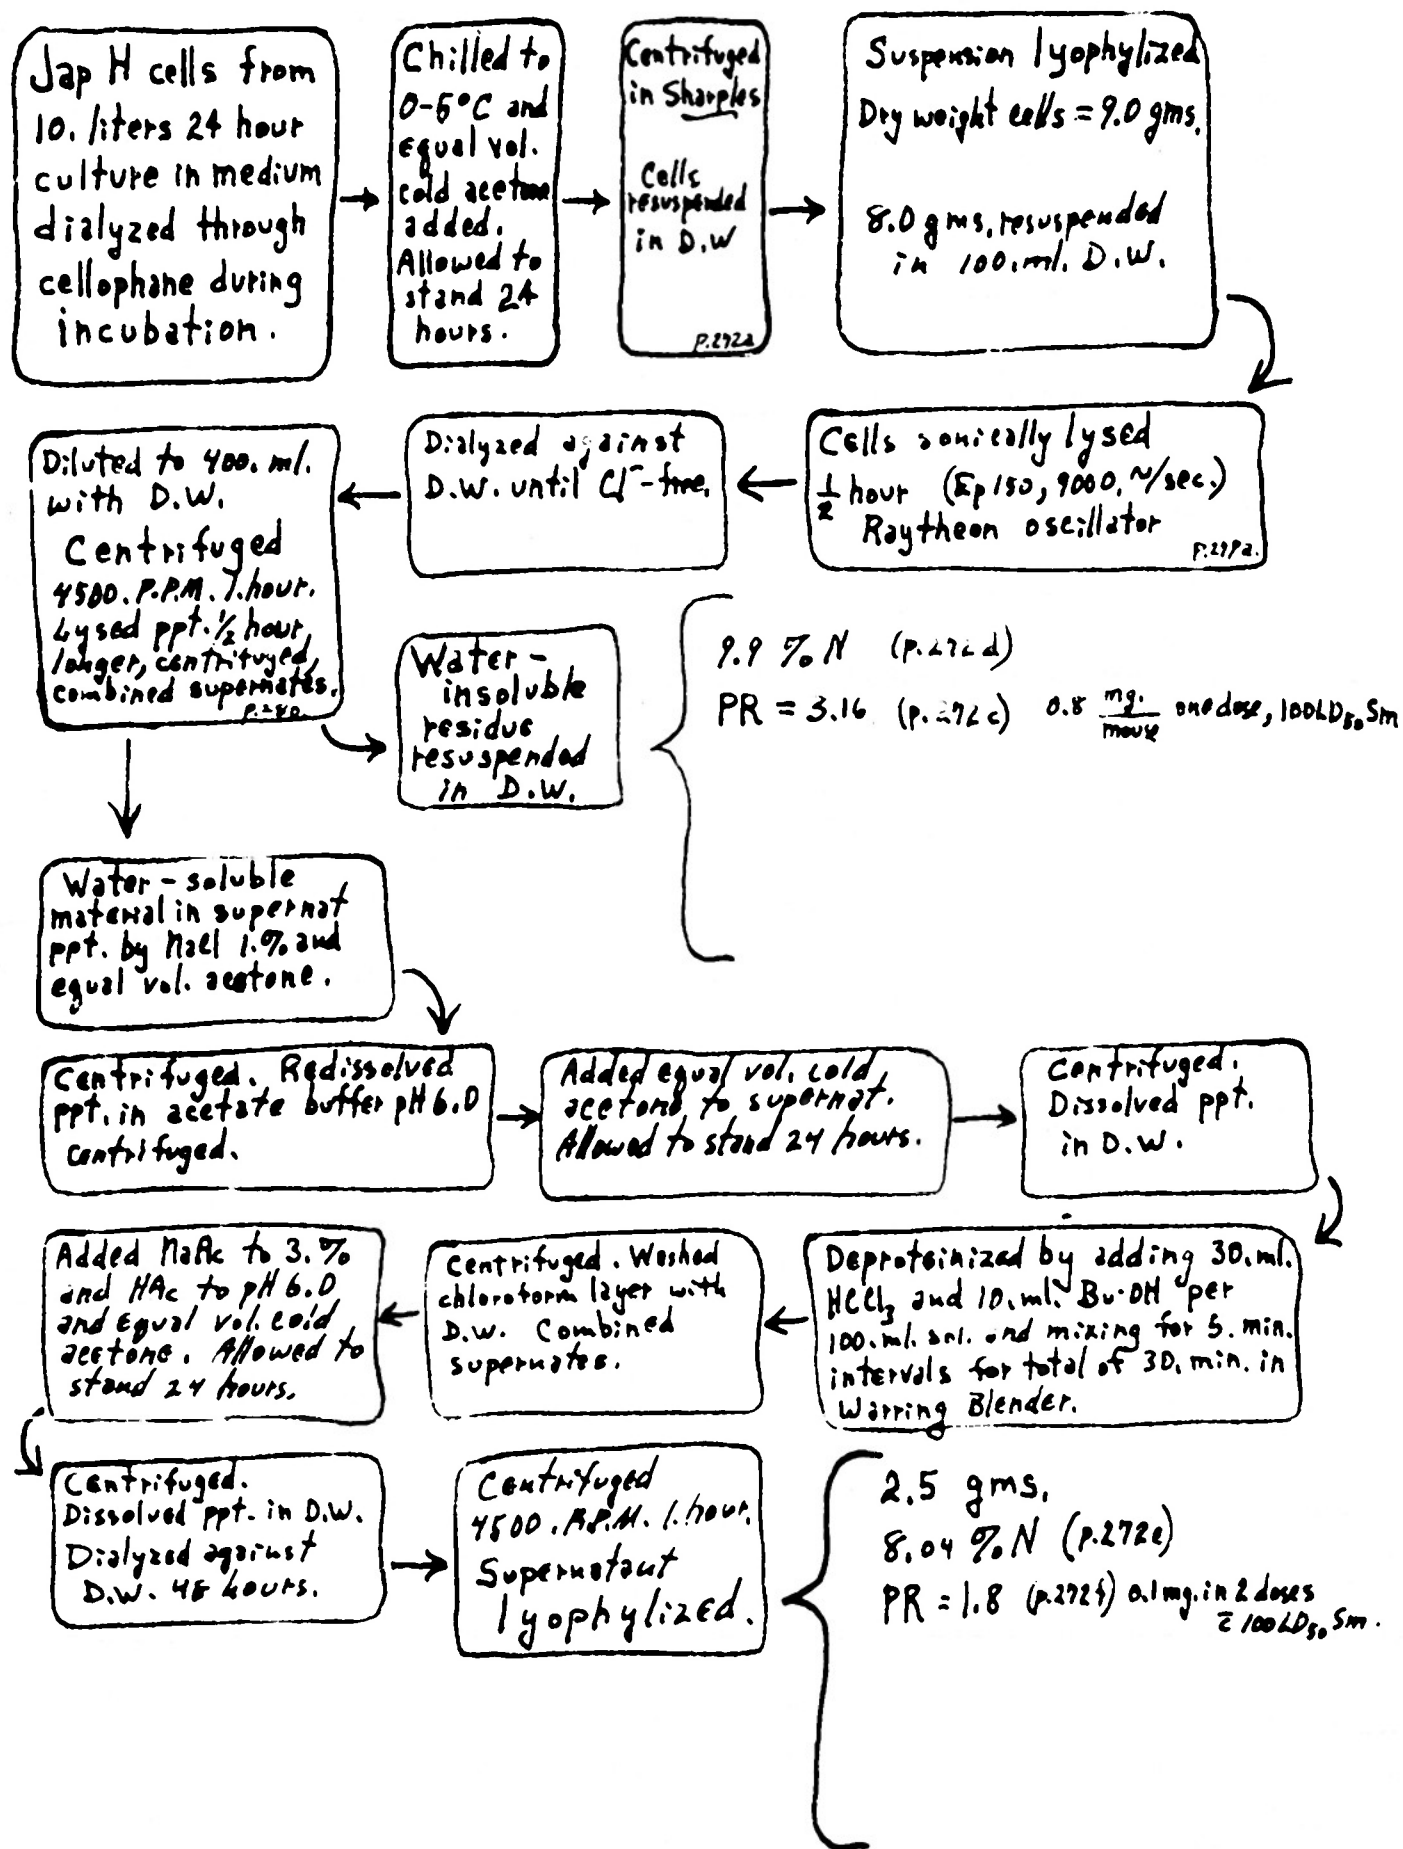 Jap H cells from
10. liters 24 hour
culture in medium
dialyzed through
cellophane during
incubation.
Chilled to
0-5°C and
equal vol.
cold acetone
added.
Allowed to
stand 24
hours.
Centrifuged
in Sharples
Cells
resuspended
in D.W
p.272a
Suspension lyophylized
Dry weight cells = 9.0 gms.
8.0 gms. resuspended
in 100. ml. D.W.
Cells sonically lysed
1/2 hour (Ep 150, 9000. ~/sec.)
Raytheon oscillator
Dialyzed against
D.W. until Cl⁻-free.
Diluted to 400. ml.
with D.W.
Centrifuged
4500. R.P.M. 1. hour.
Lysed ppt. 1/2 hour
longer, centrifuged,
combined supernates.
p.280
Water-
insoluble
residue
resuspended
in D.W.
9.9 % N (p.272d)
PR = 3.16 (p.272c) 0.8 mg./mouse one dose, 100LD₅₀ Sm
Water-soluble
material in supernat
ppt. by NaCl 1.% and
equal vol. acetone.
Centrifuged. Redissolved
ppt. in acetate buffer pH 6.0
centrifuged.
Added equal vol. cold
acetone to supernat.
Allowed to stand 24 hours.
Centrifuged.
Dissolved ppt.
in D.W.
Deproteinized by adding 30. ml.
HCCl₃ and 10. ml. Bu·OH per
100. ml. sol. and mixing for 5. min.
intervals for total of 30. min. in
Warring Blender.
Centrifuged. Washed
chloroform layer with
D.W. Combined
supernates.
Added NaAc to 3.%
and HAc to pH 6.0
and equal vol. cold
acetone. Allowed to
stand 24 hours.
Centrifuged.
Dissolved ppt. in D.W.
Dialyzed against
D.W. 48 hours.
Centrifuged
4500. R.P.M. 1. hour.
Supernatant
lyophylized.
2.5 gms.
8.04 % N (p.272e)
PR = 1.8 (p.272f) 0.1 mg. in 2 doses
c̄ 100LD₅₀ Sm.